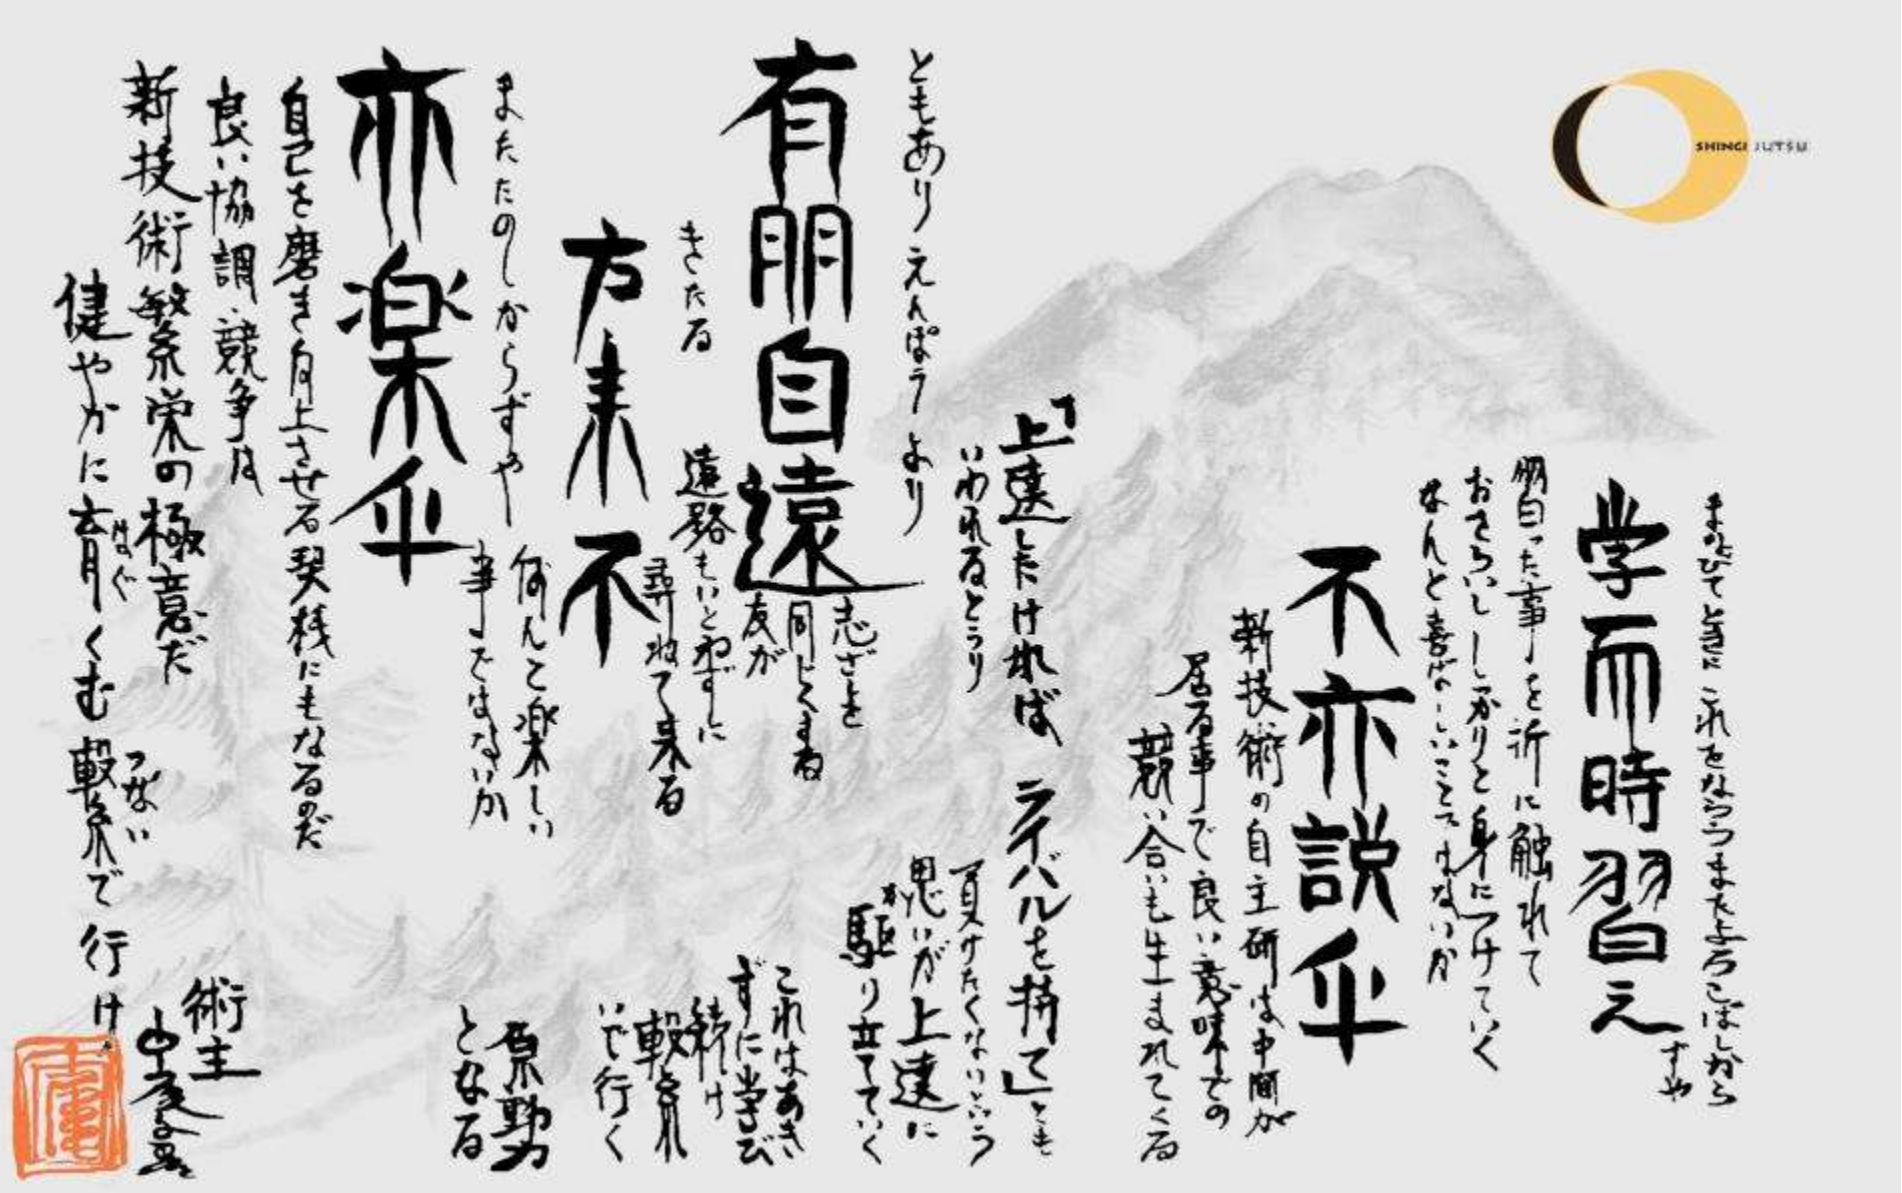 SHINGIJUTSU
まなびてときに これをならう また よろこばしから
ずや
学而時習之
習った事を折に触れて
おさらいし しっかりと身につけていく
なんと喜ばしいことではないか
不亦説乎
新技術の自主研は中間が
居る事で良い意味での
競い合いも生まれてくる
「上達したければ ライバルを持て」とも
いわれるとうり
負けたくないという
思いが上達に
か
駆り立てていく
ともあり えんぽう より
有朋自遠
志ざを
同じくする
友が
きたる
遠路もいとわずに
尋ねて来る
方来不
これはあき
ずに学び
続け
繋れ
いで行く
またたのしからずや
何んと楽しい
事ではないか
原動力
となる
亦楽乎
自己を磨き向上させる契機にもなるのだ
良い協調、競争は
新技術繁栄の極意だ
はぐ つない
健やかに育くむ 繋で行け。
術主